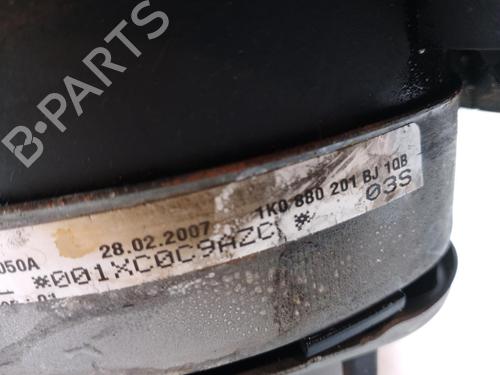 B-PARTS
050A 28.02.2007 1K0 880 201 BJ 1QB
*001XC0C9AZC * 03S